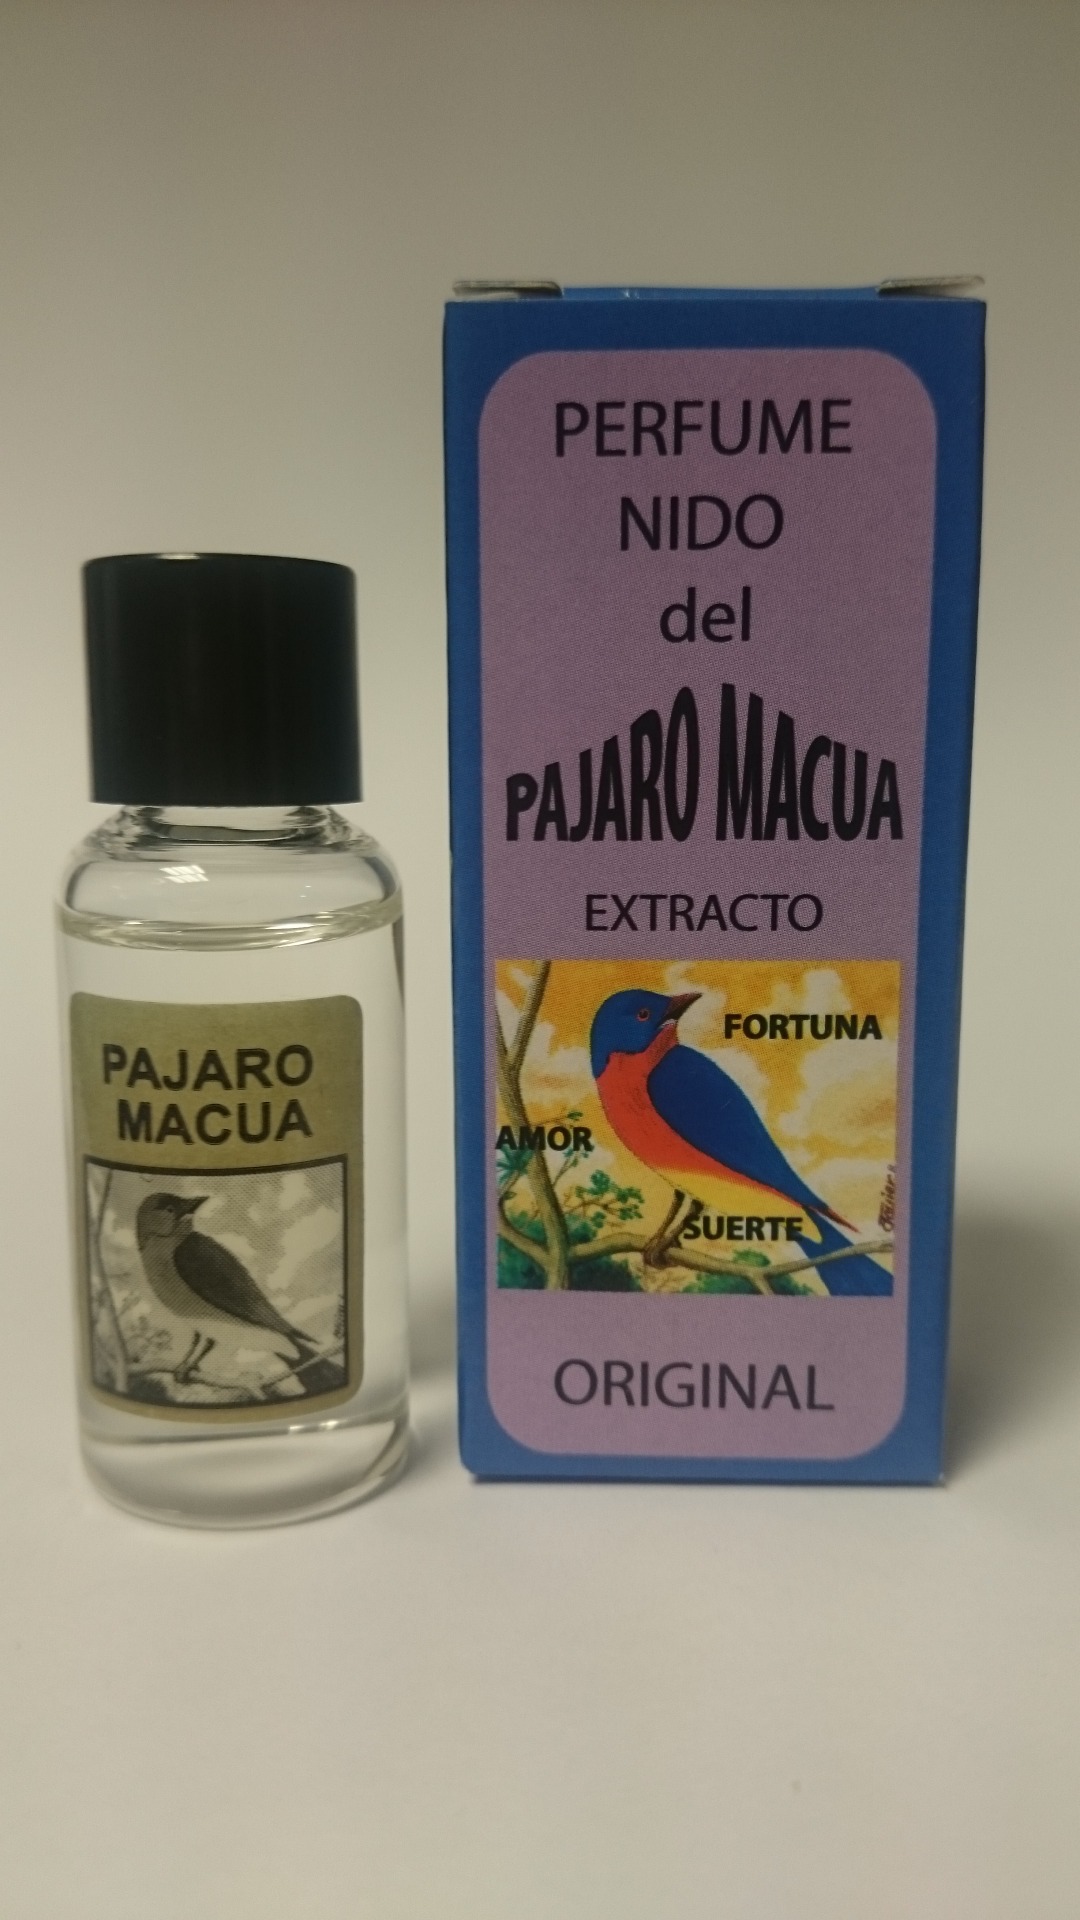 PERFUME
NIDO
del
PAJARO MACUA
EXTRACTO
FORTUNA
AMOR
SUERTE
ORIGINAL
PAJARO
MACUA